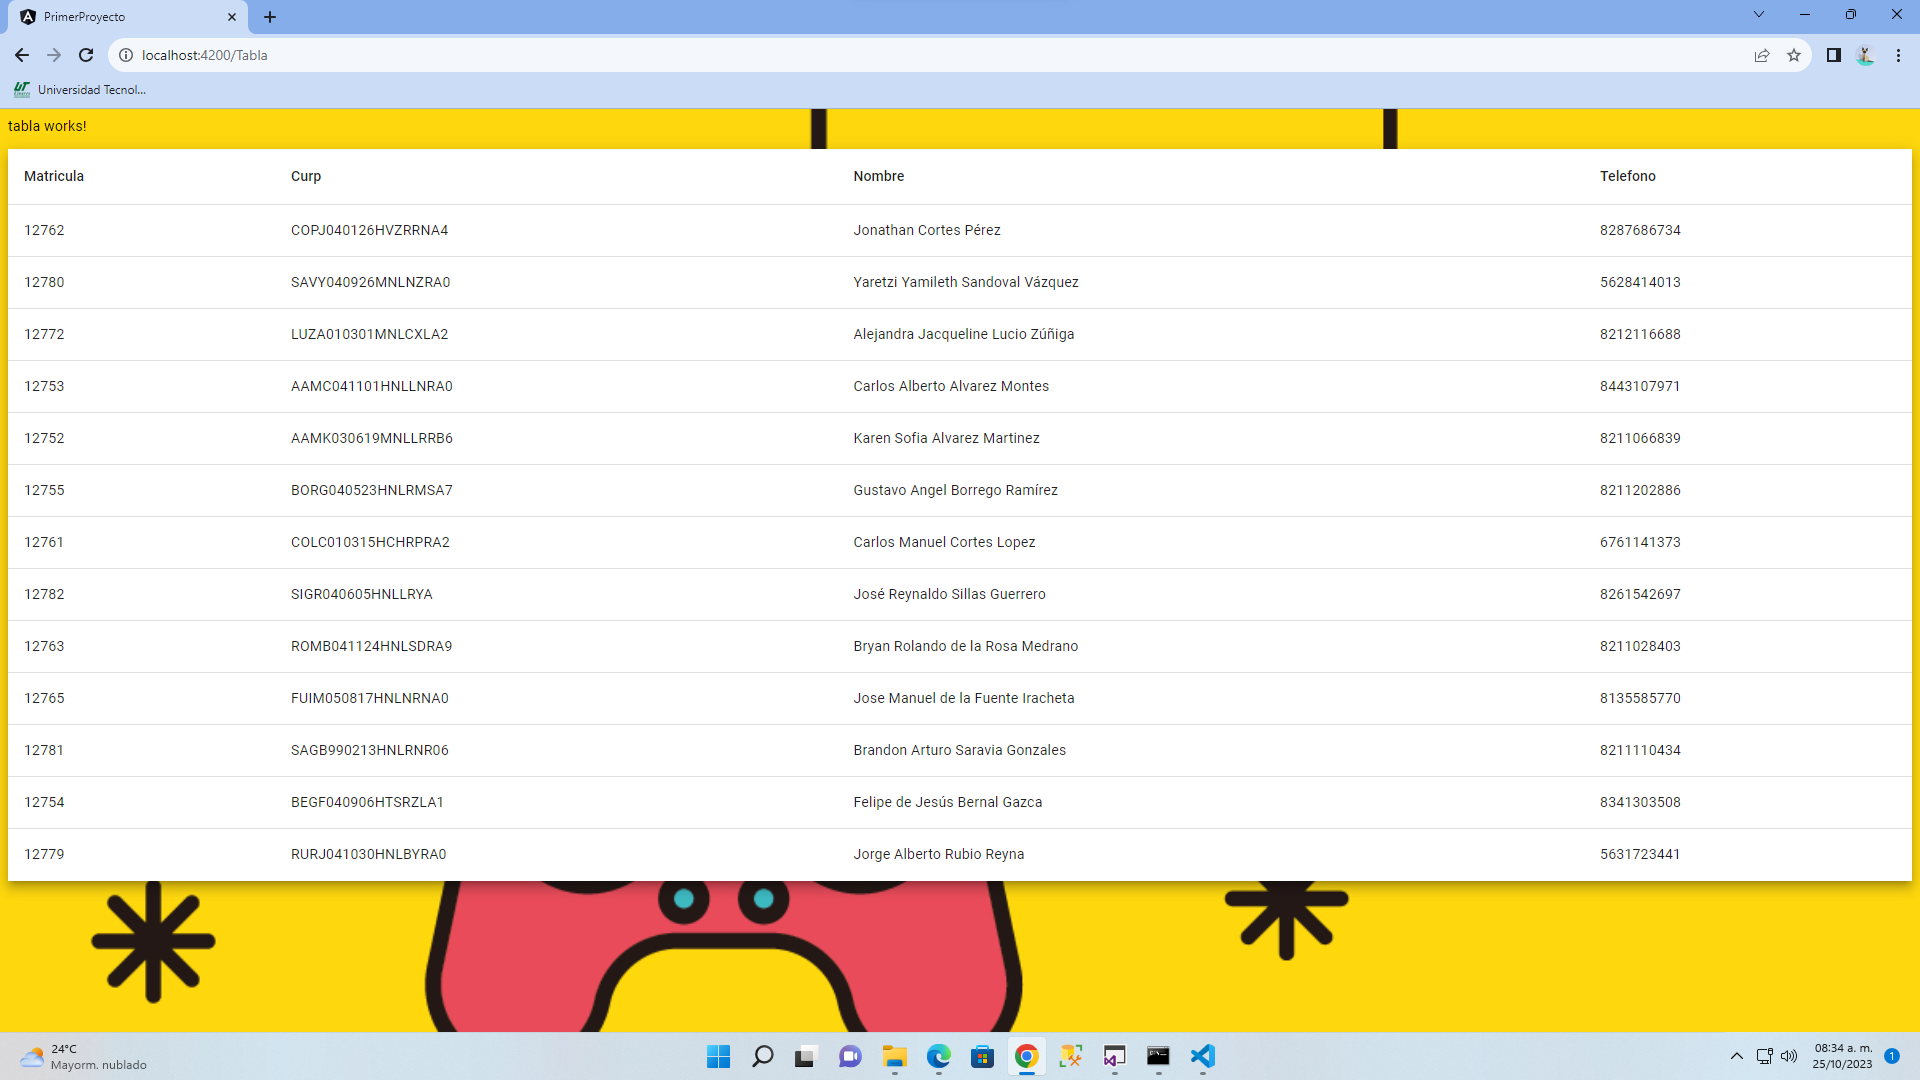 PrimerProyecto
localhost:4200/Tabla
Universidad Tecnol...
tabla works!
Matricula Curp Nombre Telefono
12762 COPJ040126HVZRRNA4 Jonathan Cortes Pérez 8287686734
12780 SAVY040926MNLNZRA0 Yaretzi Yamileth Sandoval Vázquez 5628414013
12772 LUZA010301MNLCXLA2 Alejandra Jacqueline Lucio Zúñiga 8212116688
12753 AAMC041101HNLLNRA0 Carlos Alberto Alvarez Montes 8443107971
12752 AAMK030619MNLLRRB6 Karen Sofia Alvarez Martinez 8211066839
12755 BORG040523HNLRMSA7 Gustavo Angel Borrego Ramírez 8211202886
12761 COLC010315HCHRPRA2 Carlos Manuel Cortes Lopez 6761141373
12782 SIGR040605HNLLRYA José Reynaldo Sillas Guerrero 8261542697
12763 ROMB041124HNLSDRA9 Bryan Rolando de la Rosa Medrano 8211028403
12765 FUIM050817HNLNRNA0 Jose Manuel de la Fuente Iracheta 8135585770
12781 SAGB990213HNLRNR06 Brandon Arturo Saravia Gonzales 8211110434
12754 BEGF040906HTSRZLA1 Felipe de Jesús Bernal Gazca 8341303508
12779 RURJ041030HNLBYRA0 Jorge Alberto Rubio Reyna 5631723441
24°C
Mayorm. nublado
08:34 a. m.
25/10/2023
1